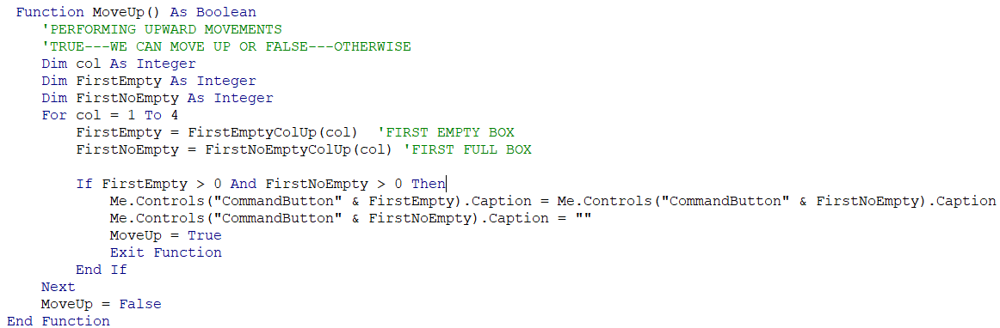 Function MoveUp() As Boolean
'PERFORMING UPWARD MOVEMENTS
'TRUE---WE CAN MOVE UP OR FALSE---OTHERWISE
Dim col As Integer
Dim FirstEmpty As Integer
Dim FirstNoEmpty As Integer
For col = 1 To 4
FirstEmpty = FirstEmptyColUp(col)  'FIRST EMPTY BOX
FirstNoEmpty = FirstNoEmptyColUp(col) 'FIRST FULL BOX
If FirstEmpty > 0 And FirstNoEmpty > 0 Then
Me.Controls("CommandButton" & FirstEmpty).Caption = Me.Controls("CommandButton" & FirstNoEmpty).Caption
Me.Controls("CommandButton" & FirstNoEmpty).Caption = ""
MoveUp = True
Exit Function
End If
Next
MoveUp = False
End Function